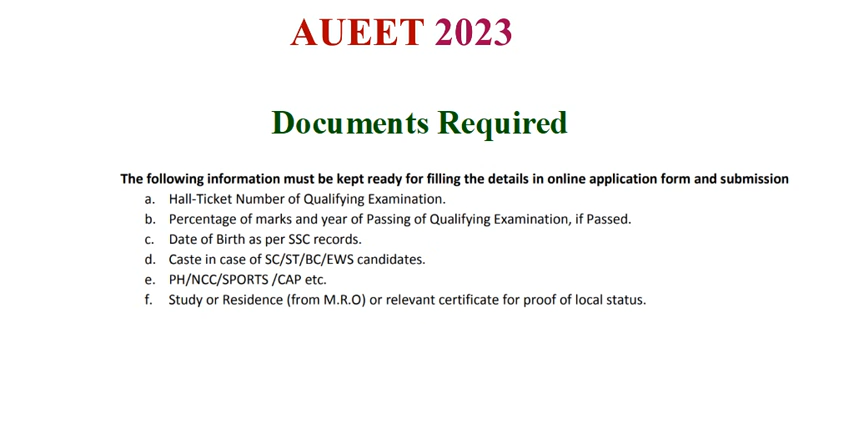 AUEET 2023
Documents Required
The following information must be kept ready for filling the details in online application form and submission
a. Hall-Ticket Number of Qualifying Examination.
b. Percentage of marks and year of Passing of Qualifying Examination, if Passed.
c. Date of Birth as per SSC records.
d. Caste in case of SC/ST/BC/EWS candidates.
e. PH/NCC/SPORTS /CAP etc.
f. Study or Residence (from M.R.O) or relevant certificate for proof of local status.